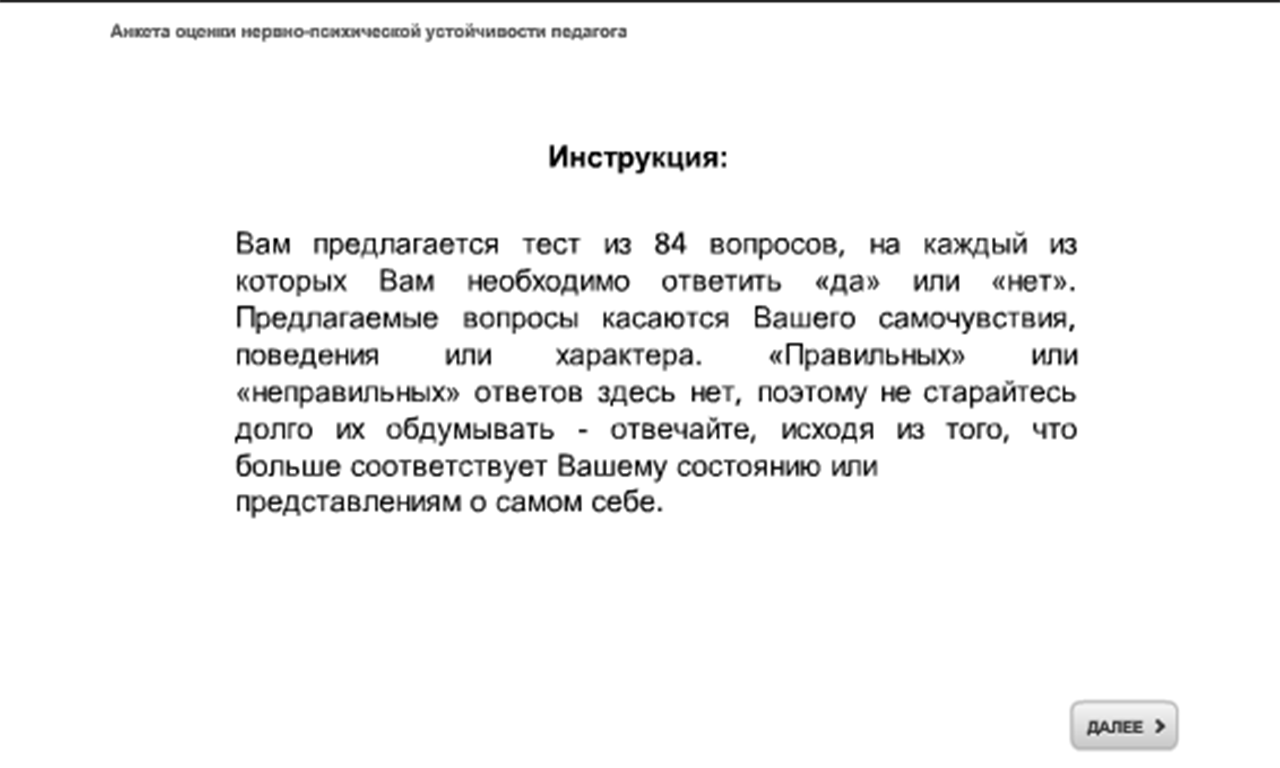 Анкета оценки нервно-психической устойчивости педагога
Инструкция:
Вам предлагается тест из 84 вопросов, на каждый из
которых Вам необходимо ответить «да» или «нет».
Предлагаемые вопросы касаются Вашего самочувствия,
поведения или характера. «Правильных» или
«неправильных» ответов здесь нет, поэтому не старайтесь
долго их обдумывать - отвечайте, исходя из того, что
больше соответствует Вашему состоянию или
представлениям о самом себе.
ДАЛЕЕ